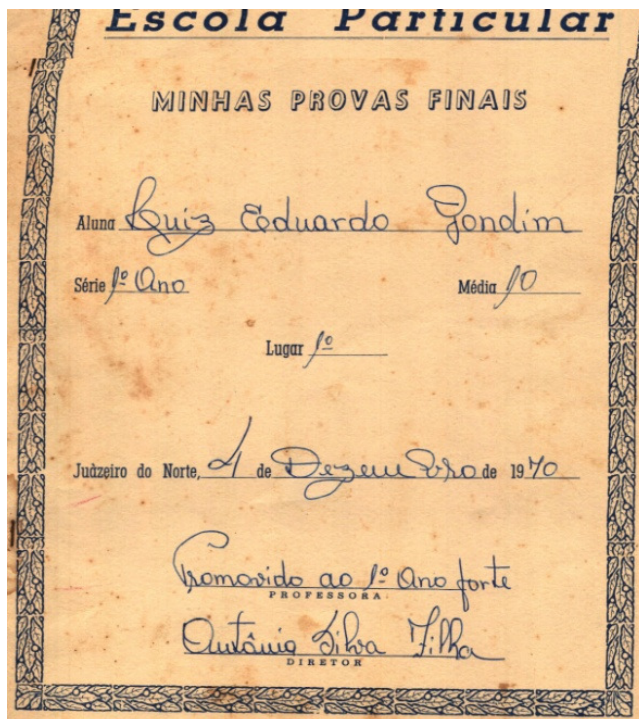 Escola Particular
MINHAS PROVAS FINAIS
Aluna Luiz Eduardo Gondim
Série 1º Ano Média 10
Lugar 1º
Juàzeiro do Norte, 4 de Dezembro de 1970
Promovido ao 1º Ano forte
PROFESSORA
Antônia Silva Filha
DIRETOR